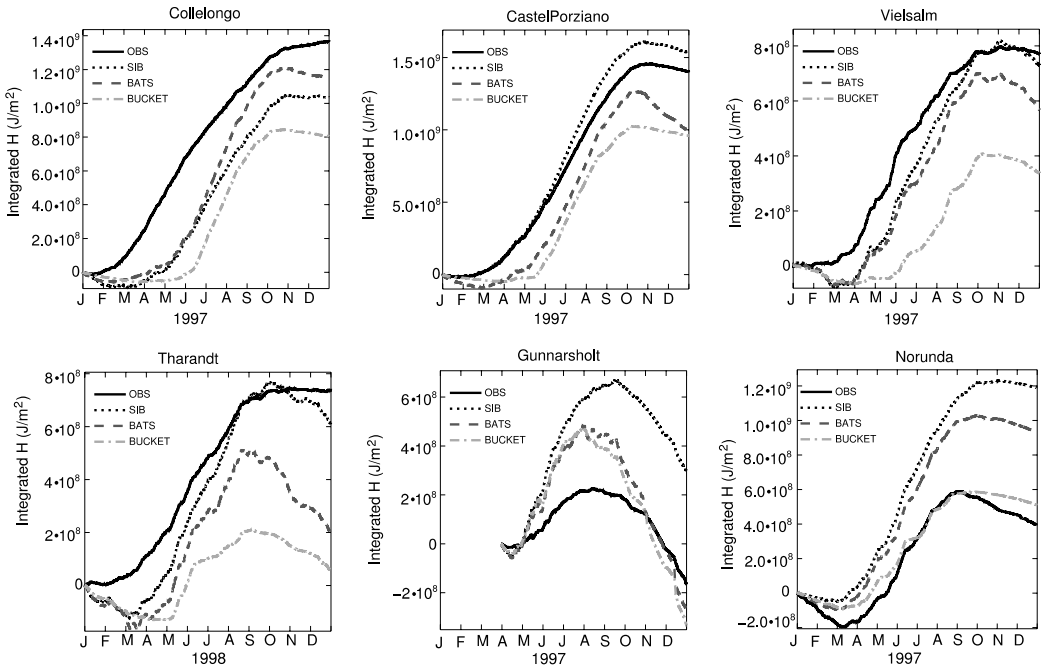 Collelongo
Integrated H (J/m²)
1.4•10⁹
1.2•10⁹
1.0•10⁹
8.0•10⁸
6.0•10⁸
4.0•10⁸
2.0•10⁸
0
OBS
SIB
BATS
BUCKET
J F M A M J J A S O N D
1997
CastelPorziano
Integrated H (J/m²)
1.5•10⁹
1.0•10⁹
5.0•10⁸
0
OBS
SIB
BATS
BUCKET
J F M A M J J A S O N D
1997
Vielsalm
Integrated H (J/m²)
8•10⁸
6•10⁸
4•10⁸
2•10⁸
0
OBS
SIB
BATS
BUCKET
J F M A M J J A S O N D
1997
Tharandt
Integrated H (J/m²)
8•10⁸
6•10⁸
4•10⁸
2•10⁸
0
OBS
SIB
BATS
BUCKET
J F M A M J J A S O N D
1998
Gunnarsholt
Integrated H (J/m²)
6•10⁸
4•10⁸
2•10⁸
0
−2•10⁸
OBS
SIB
BATS
BUCKET
J F M A M J J A S O N D
1997
Norunda
Integrated H (J/m²)
1.2•10⁹
1.0•10⁹
8.0•10⁸
6.0•10⁸
4.0•10⁸
2.0•10⁸
0
−2.0•10⁸
OBS
SIB
BATS
BUCKET
J F M A M J J A S O N D
1997